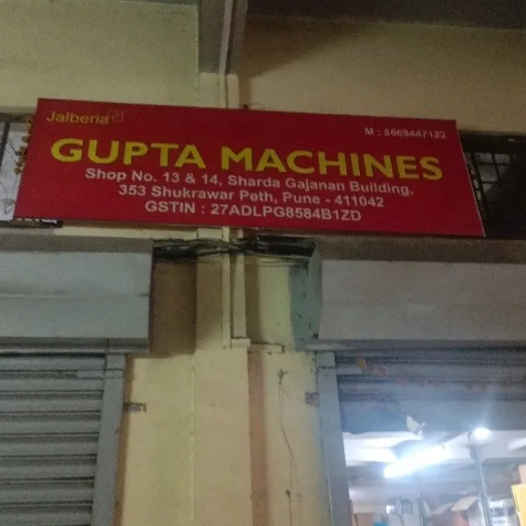 Jalberia
M : 8668447122
GUPTA MACHINES
Shop No. 13 & 14, Sharda Gajanan Building,
353 Shukrawar Peth, Pune - 411042
GSTIN : 27ADLPG8584B1ZD